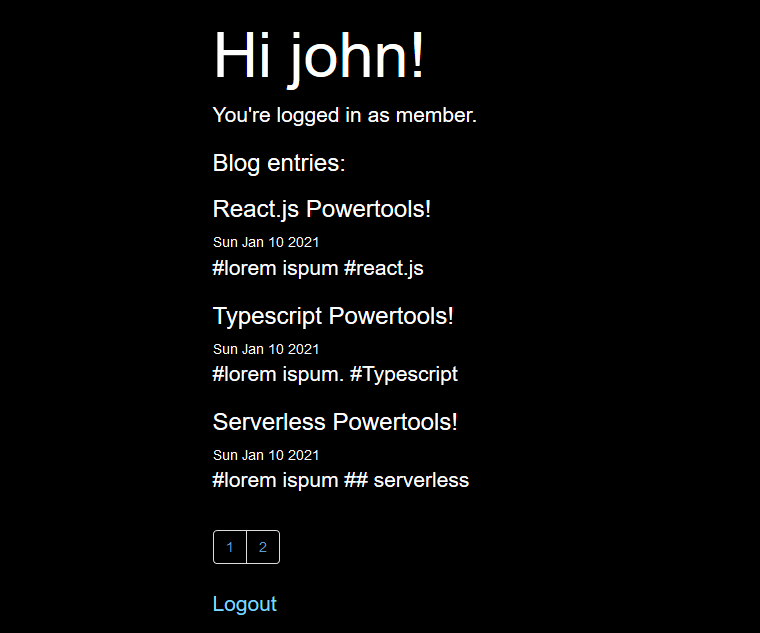 Hi john!
You're logged in as member.
Blog entries:
React.js Powertools!
Sun Jan 10 2021
#lorem ispum #react.js
Typescript Powertools!
Sun Jan 10 2021
#lorem ispum. #Typescript
Serverless Powertools!
Sun Jan 10 2021
#lorem ispum ## serverless
1 2
Logout